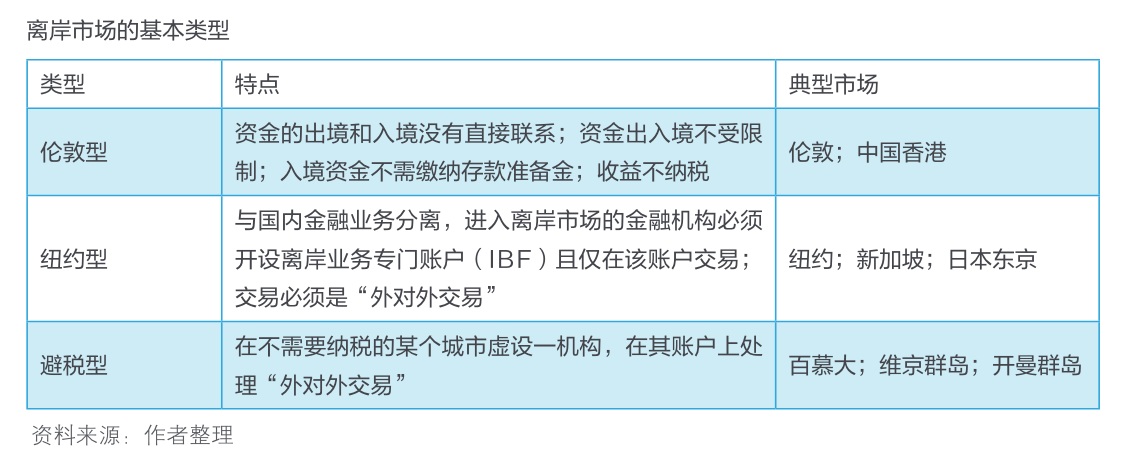 离岸市场的基本类型
类型 特点 典型市场
伦敦型 资金的出境和入境没有直接联系；资金出入境不受限
制；入境资金不需缴纳存款准备金；收益不纳税 伦敦；中国香港
纽约型 与国内金融业务分离，进入离岸市场的金融机构必须
开设离岸业务专门账户（IBF）且仅在该账户交易； 纽约；新加坡；日本东京
交易必须是“外对外交易”
避税型 在不需要纳税的某个城市虚设一机构，在其账户上处
理“外对外交易” 百慕大；维京群岛；开曼群岛
资料来源：作者整理